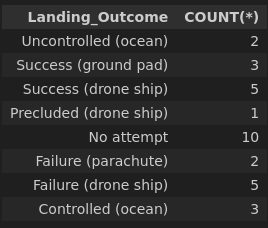 Landing_Outcome COUNT(*)
Uncontrolled (ocean) 2
Success (ground pad) 3
Success (drone ship) 5
Precluded (drone ship) 1
No attempt 10
Failure (parachute) 2
Failure (drone ship) 5
Controlled (ocean) 3